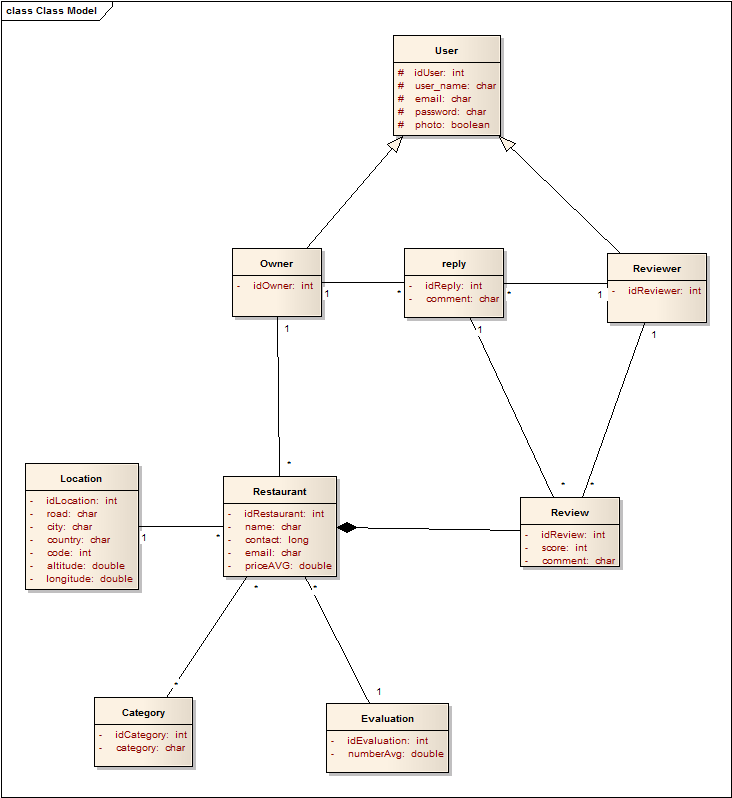 class Class Model
User
# idUser: int
# user_name: char
# email: char
# password: char
# photo: boolean
Owner
- idOwner: int
reply
- idReply: int
- comment: char
Reviewer
- idReviewer: int
1
*
*
1
1
1
1
*
*
*
Location
- idLocation: int
- road: char
- city: char
- country: char
- code: int
- altitude: double
- longitude: double
Restaurant
- idRestaurant: int
- name: char
- contact: long
- email: char
- priceAVG: double
Review
- idReview: int
- score: int
- comment: char
1
*
*
*
*
1
Category
- idCategory: int
- category: char
Evaluation
- idEvaluation: int
- numberAvg: double